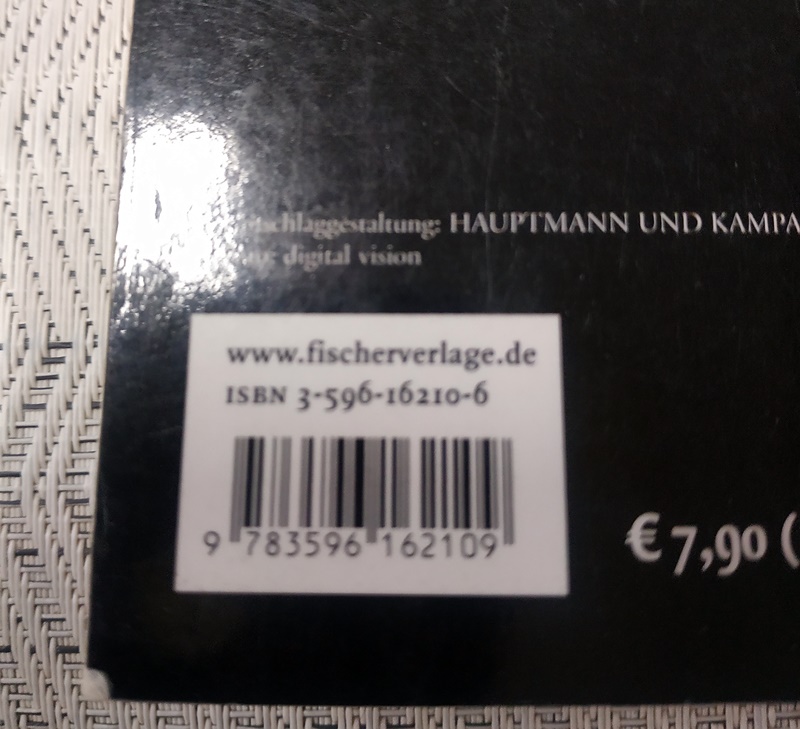 HAUPTMANN UND KAMPA
digital vision
www.fischerverlage.de
ISBN 3-596-16210-6
9 783596 162109
€ 7,90 (